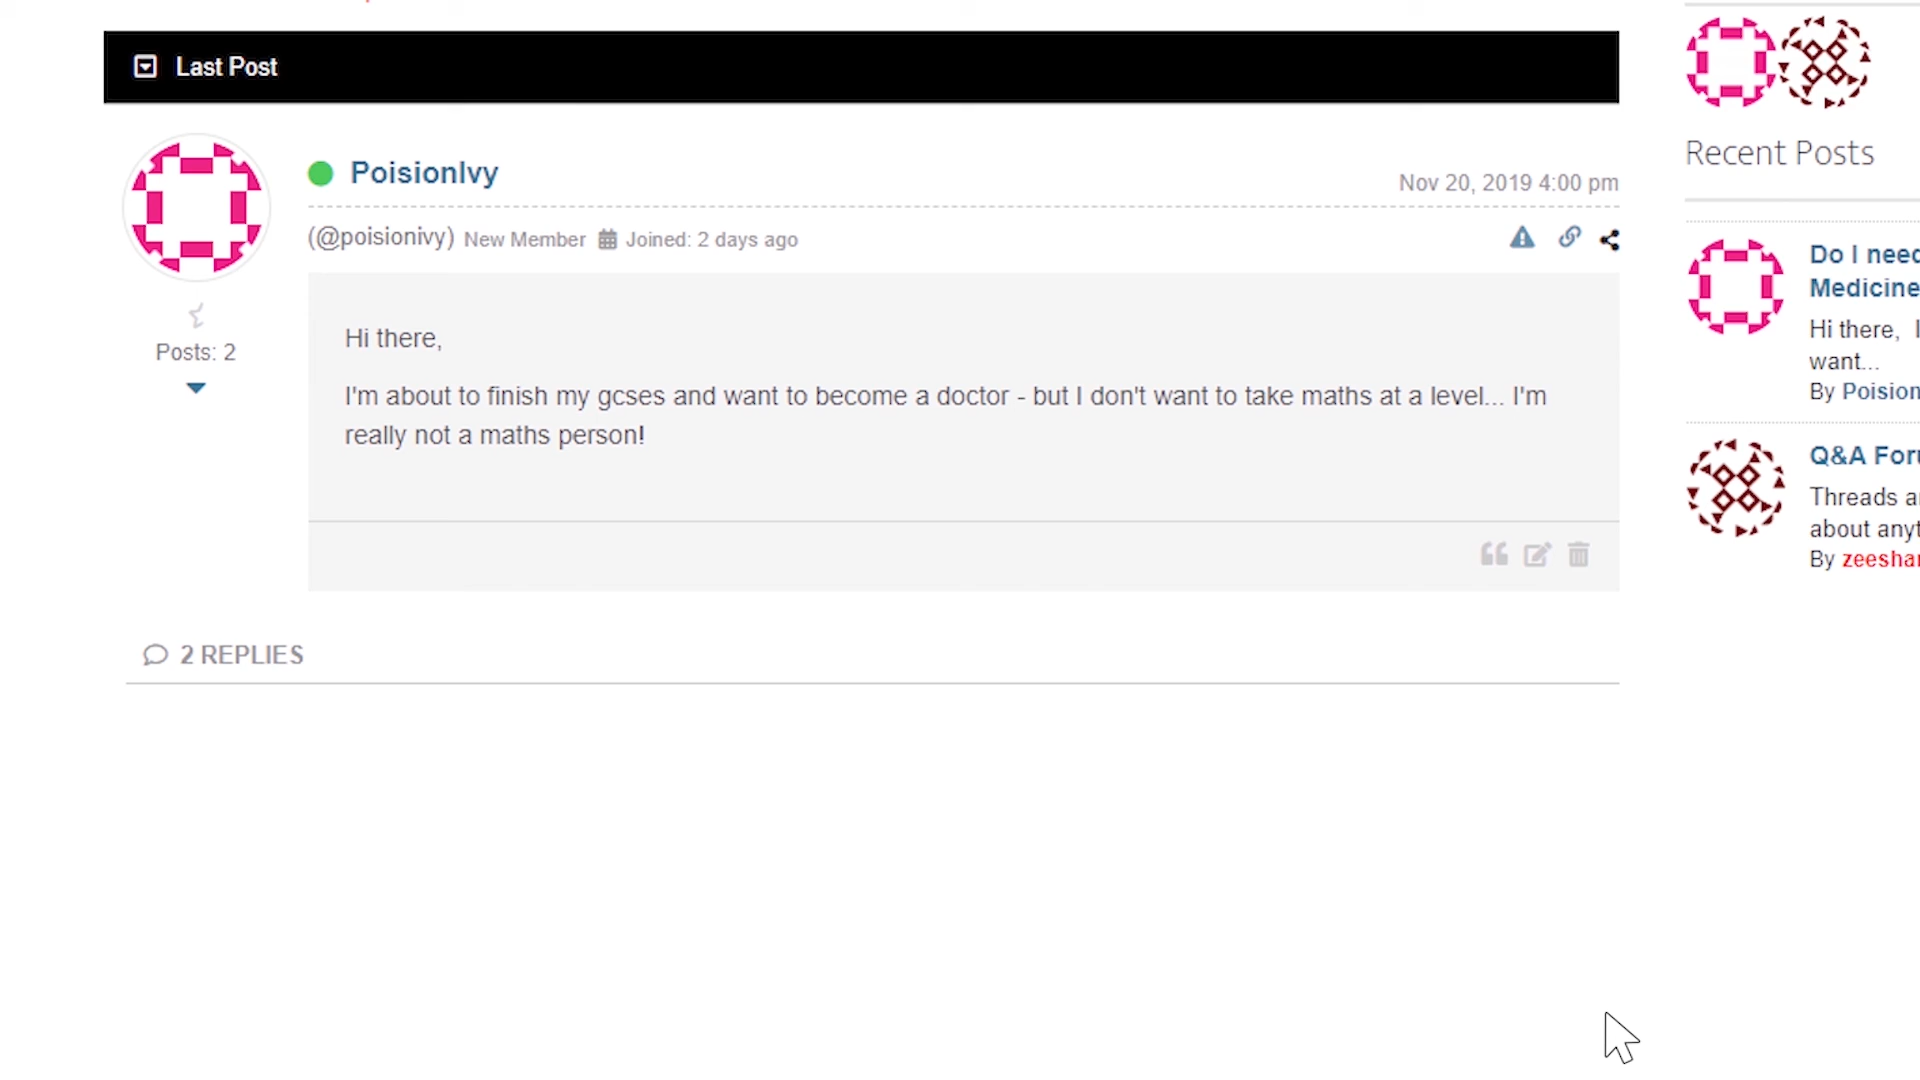 Last Post
PoisionIvy
Nov 20, 2019 4:00 pm
(@poisionivy) New Member Joined: 2 days ago
Posts: 2
Hi there,
I'm about to finish my gcses and want to become a doctor - but I don't want to take maths at a level... I'm
really not a maths person!
2 REPLIES
Recent Posts
Do I need
Medicine
Hi there, I
want...
By Poision
Q&A For
Threads a
about any
By zeeshan